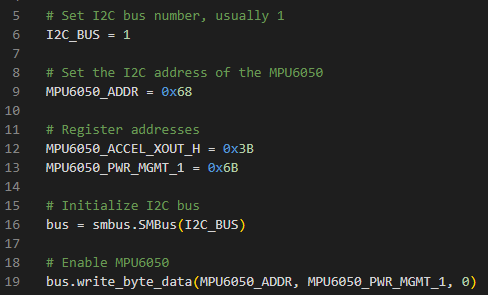 5 # Set I2C bus number, usually 1
6 I2C_BUS = 1
7
8 # Set the I2C address of the MPU6050
9 MPU6050_ADDR = 0x68
10
11 # Register addresses
12 MPU6050_ACCEL_XOUT_H = 0x3B
13 MPU6050_PWR_MGMT_1 = 0x6B
14
15 # Initialize I2C bus
16 bus = smbus.SMBus(I2C_BUS)
17
18 # Enable MPU6050
19 bus.write_byte_data(MPU6050_ADDR, MPU6050_PWR_MGMT_1, 0)